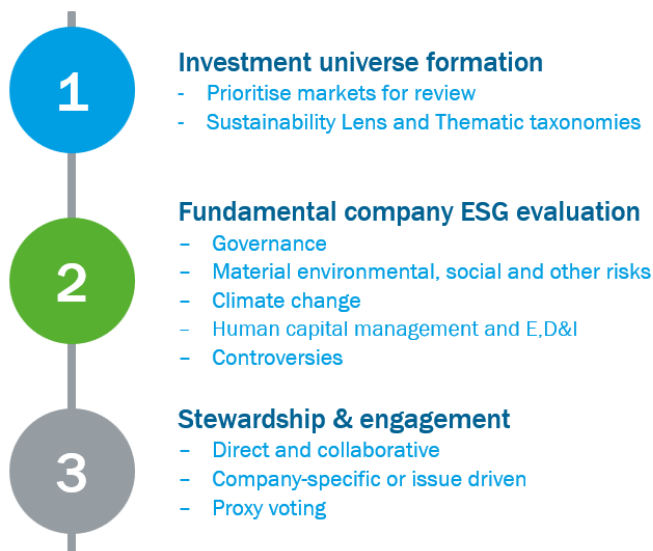 1
Investment universe formation
- Prioritise markets for review
- Sustainability Lens and Thematic taxonomies
2
Fundamental company ESG evaluation
– Governance
– Material environmental, social and other risks
– Climate change
– Human capital management and E,D&I
– Controversies
3
Stewardship & engagement
– Direct and collaborative
– Company-specific or issue driven
– Proxy voting